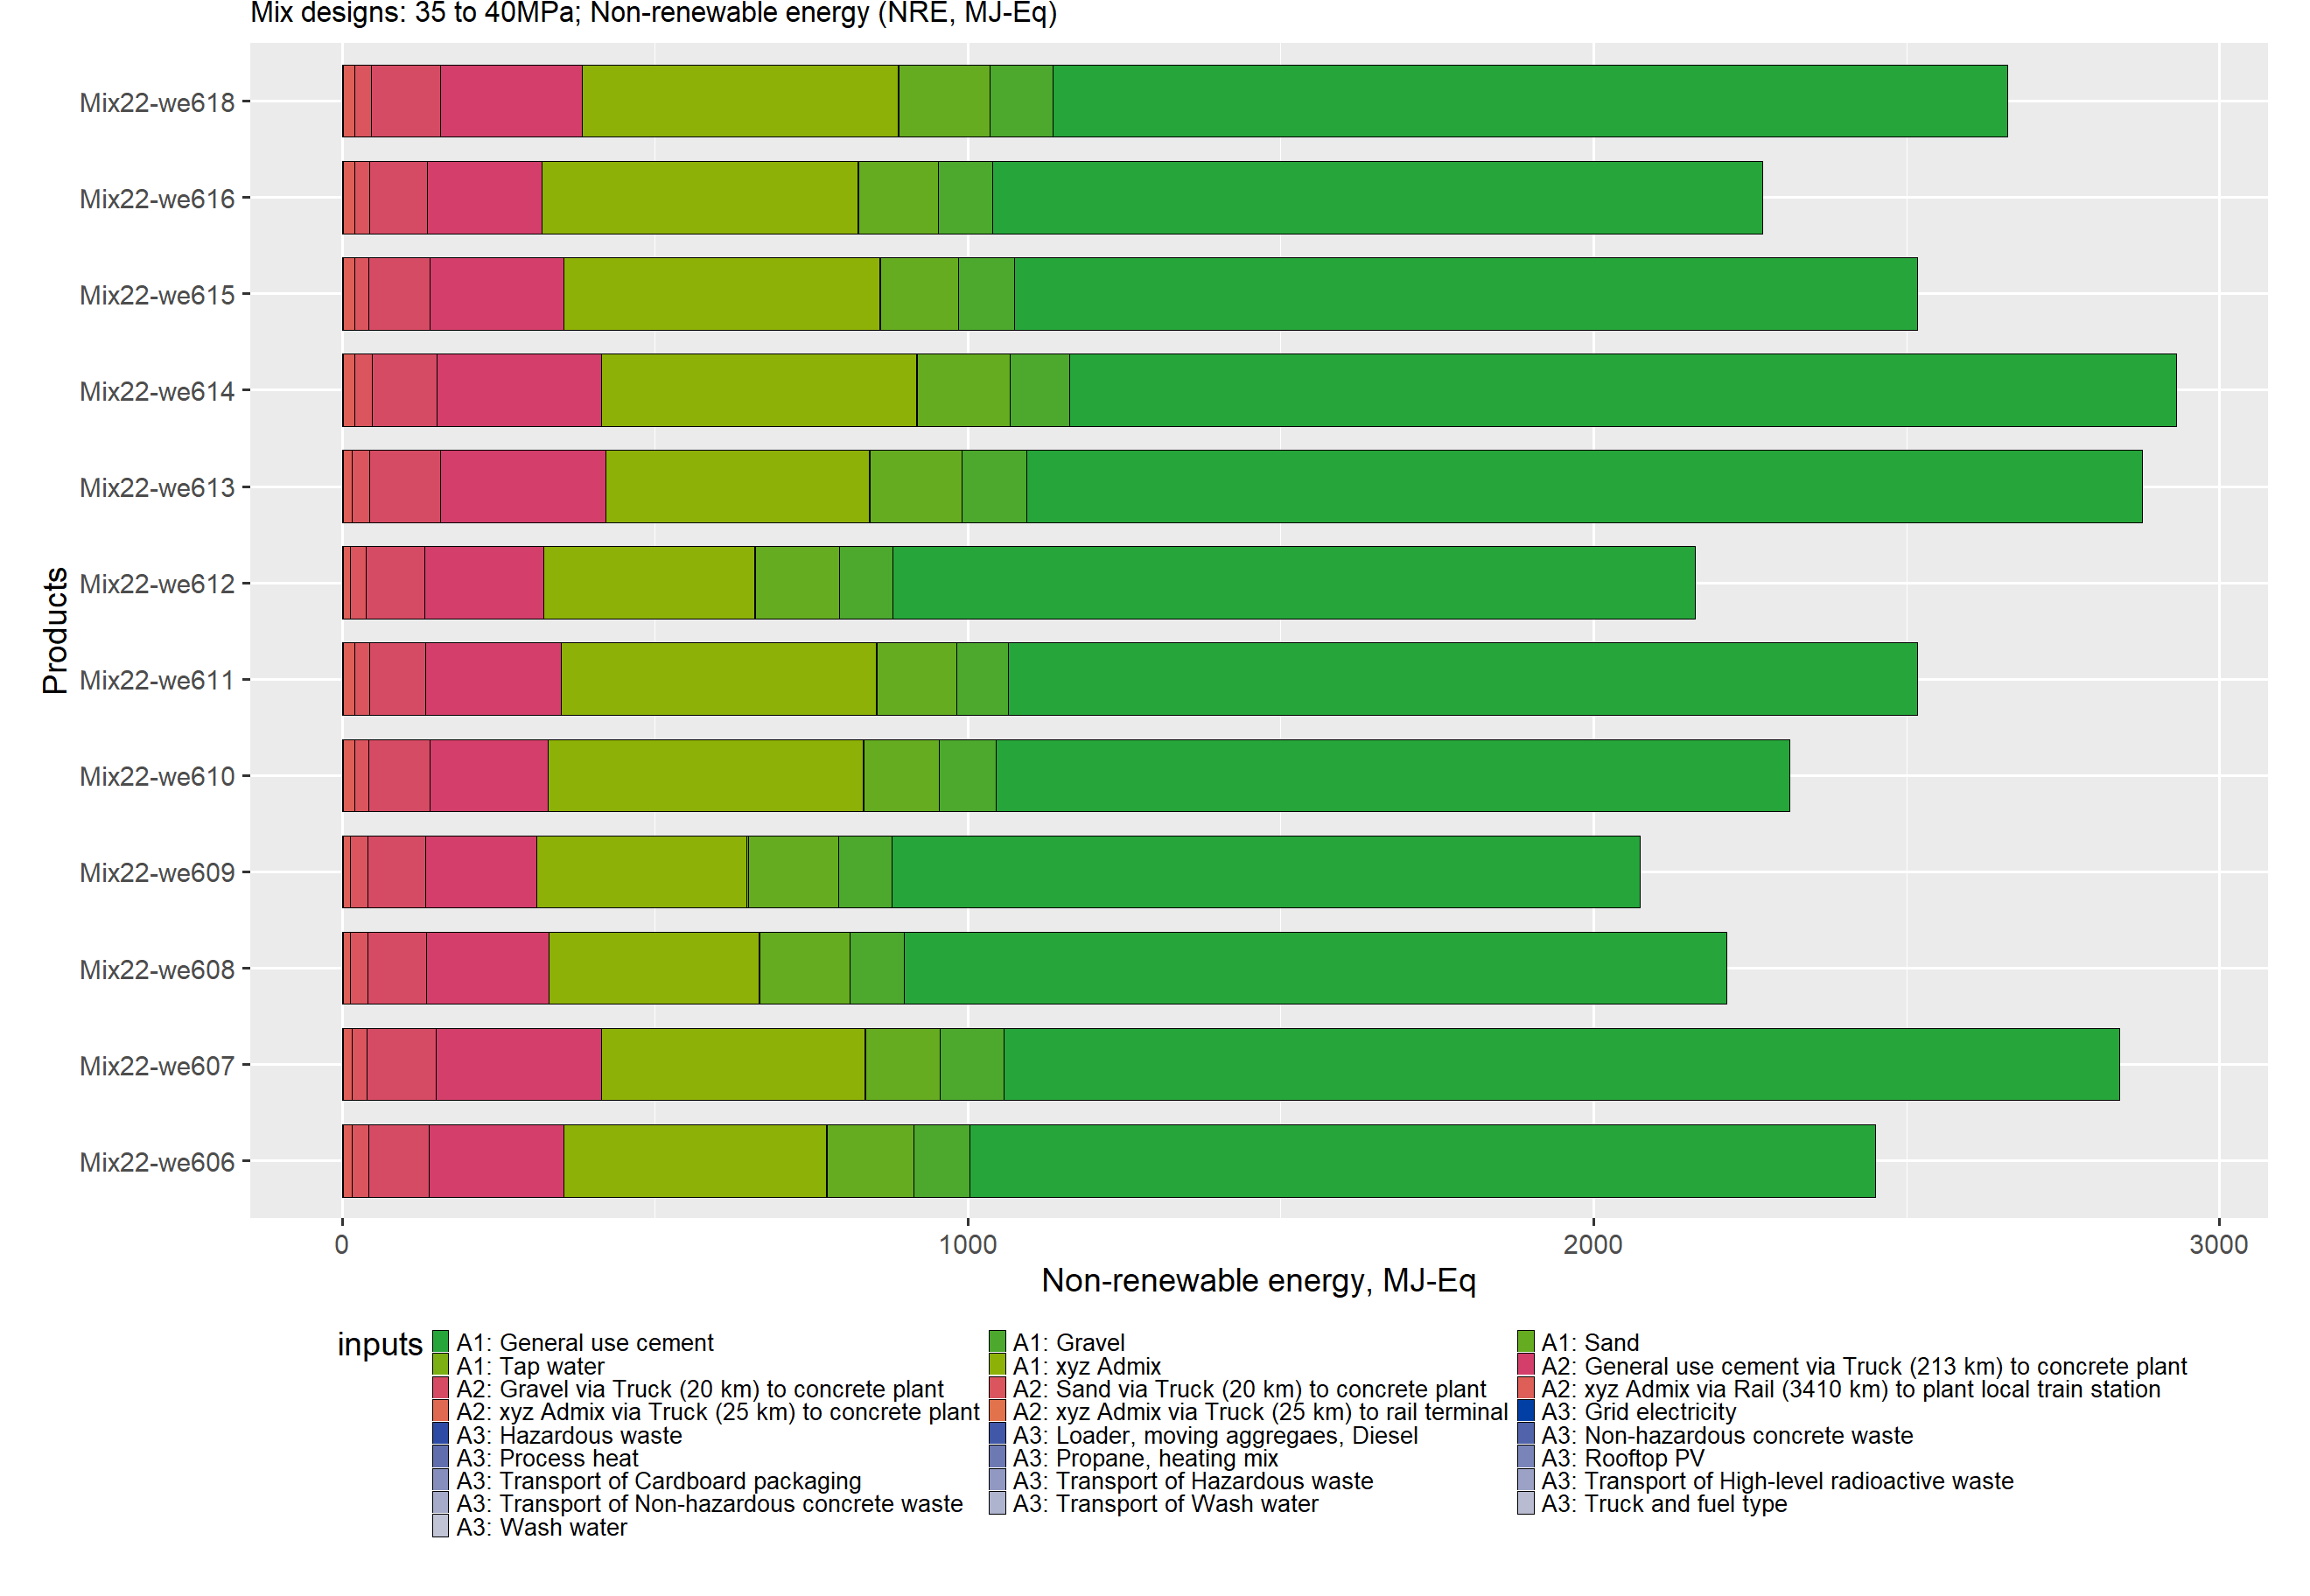 Mix designs: 35 to 40MPa; Non-renewable energy (NRE, MJ-Eq)
Products
Mix22-we618
Mix22-we616
Mix22-we615
Mix22-we614
Mix22-we613
Mix22-we612
Mix22-we611
Mix22-we610
Mix22-we609
Mix22-we608
Mix22-we607
Mix22-we606
0 1000 2000 3000
Non-renewable energy, MJ-Eq
inputs
A1: General use cement A1: Gravel A1: Sand
A1: Tap water A1: xyz Admix A2: General use cement via Truck (213 km) to concrete plant
A2: Gravel via Truck (20 km) to concrete plant A2: Sand via Truck (20 km) to concrete plant A2: xyz Admix via Rail (3410 km) to plant local train station
A2: xyz Admix via Truck (25 km) to concrete plant A2: xyz Admix via Truck (25 km) to rail terminal A3: Grid electricity
A3: Hazardous waste A3: Loader, moving aggregaes, Diesel A3: Non-hazardous concrete waste
A3: Process heat A3: Propane, heating mix A3: Rooftop PV
A3: Transport of Cardboard packaging A3: Transport of Hazardous waste A3: Transport of High-level radioactive waste
A3: Transport of Non-hazardous concrete waste A3: Transport of Wash water A3: Truck and fuel type
A3: Wash water